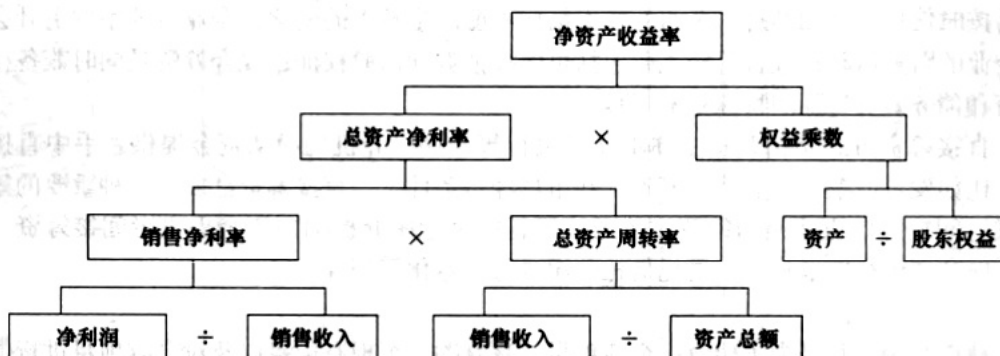 净资产收益率
总资产净利率 × 权益乘数
销售净利率 × 总资产周转率 资产 ÷ 股东权益
净利润 ÷ 销售收入 销售收入 ÷ 资产总额